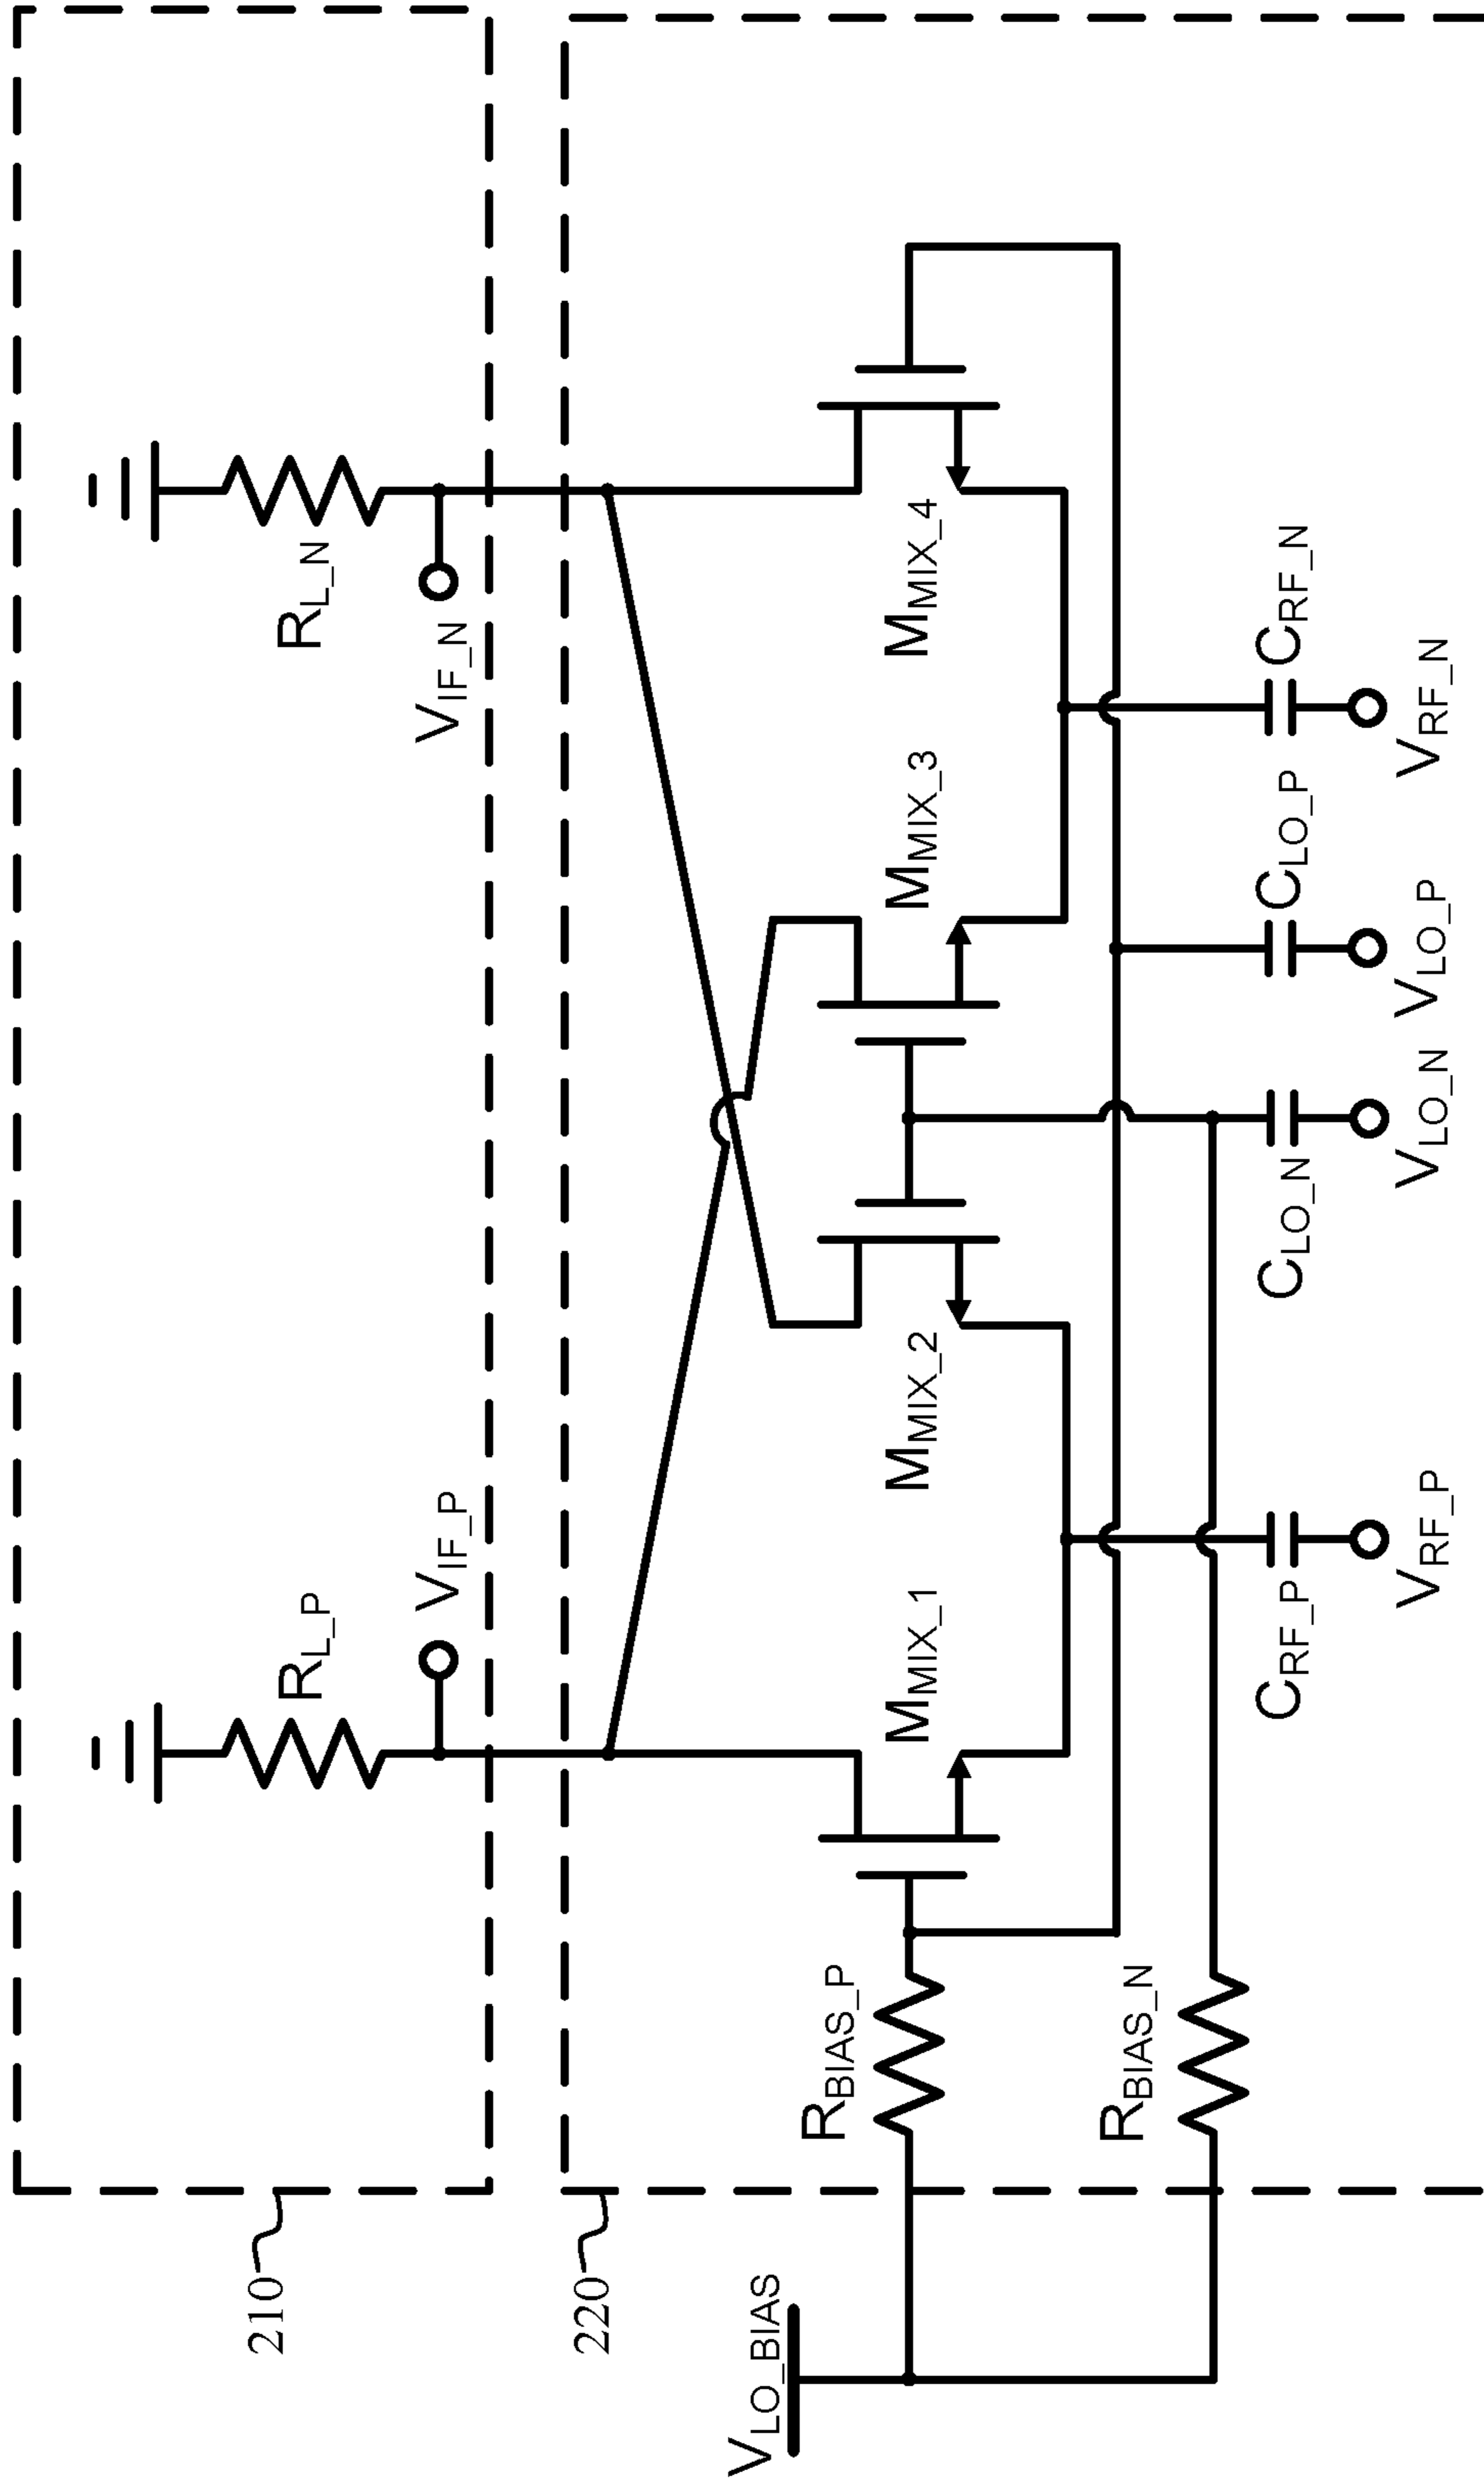 210
220
R_L_P
R_L_N
V_IF_P
V_IF_N
V_LO_BIAS
R_BIAS_P
R_BIAS_N
M_MIX_1
M_MIX_2
M_MIX_3
M_MIX_4
C_RF_P
C_LO_N
C_LO_P
C_RF_N
V_RF_P
V_LO_N
V_LO_P
V_RF_N